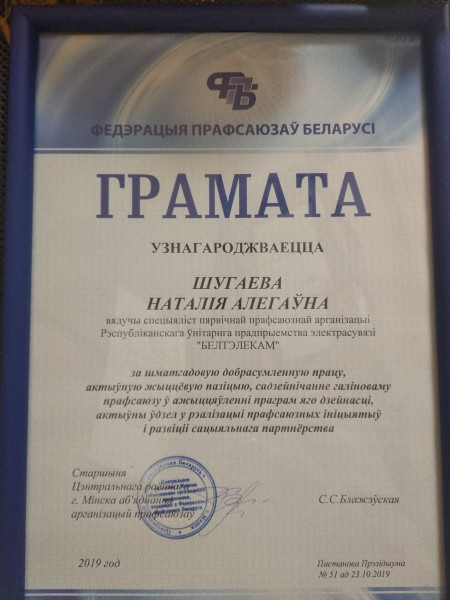 ФПБ
ФЕДЭРАЦЫЯ ПРАФСАЮЗАЎ БЕЛАРУСІ
ГРАМАТА
УЗНАГАРОДЖВАЕЦЦА
ШУГАЕВА
НАТАЛІЯ АЛЕГАЎНА
вядучы спецыяліст пярвічнай прафсаюзнай арганізацыі
Рэспубліканскага ўнітарнага прадпрыемства электрасувязі
"БЕЛТЭЛЕКАМ"
за шматгадовую добрасумленную працу,
актыўную жыццёвую пазіцыю, садзейнічанне галіноваму
прафсаюзу ў ажыццяўленні праграм яго дзейнасці,
актыўны ўдзел у рэалізацыі прафсаюзных ініцыятыў
і развіцці сацыяльнага партнёрства
Старшыня
Цэнтральнага
г. Мінска аб'яднання
арганізацый прафсаюзаў
С.С.Блажэўская
2019 год
Пастанова Прэзідыума
№ 51 ад 23.10.2019